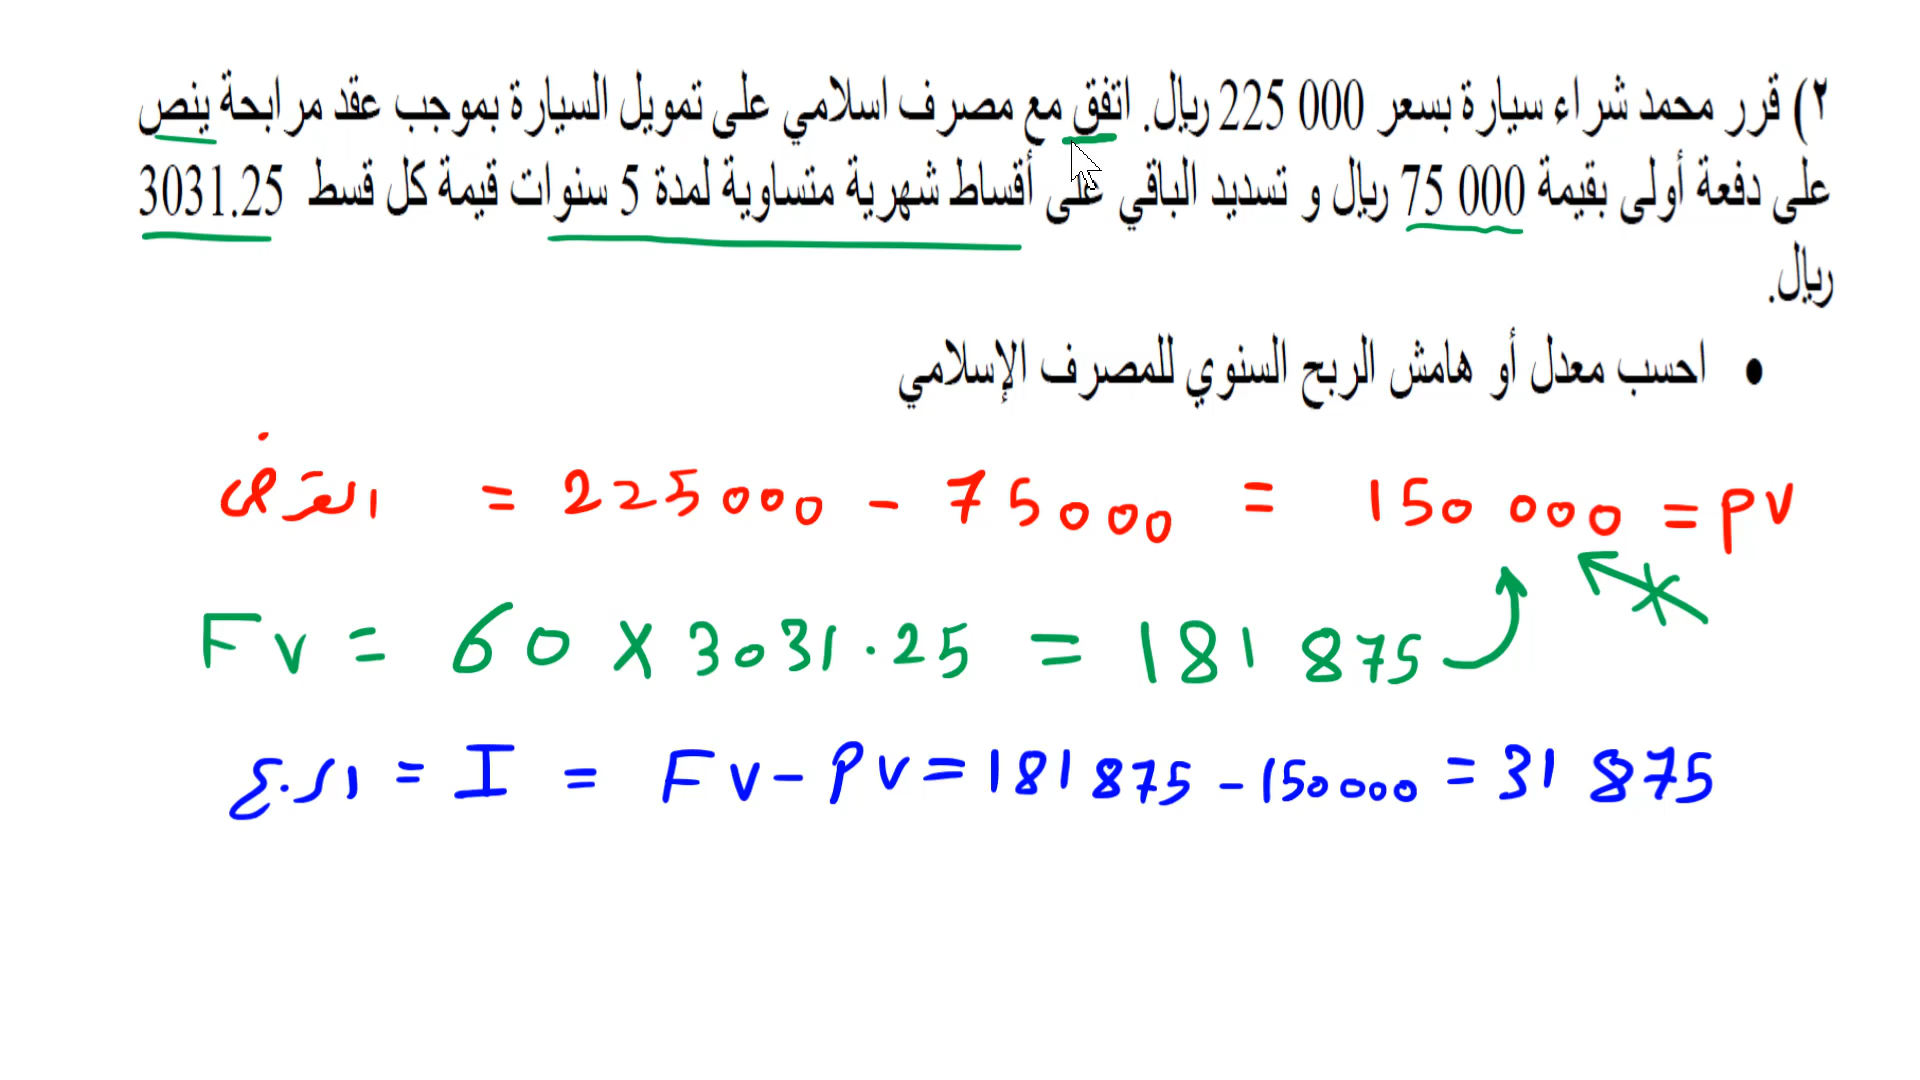 ٢) قرر محمد شراء سيارة بسعر 000 225 ريال. اتفق مع مصرف اسلامي على تمويل السيارة بموجب عقد مرابحة ينص
على دفعة أولى بقيمة 000 75 ريال و تسديد الباقي على أقساط شهرية متساوية لمدة 5 سنوات قيمة كل قسط 3031.25
ريال.
• احسب معدل أو هامش الربح السنوي للمصرف الإسلامي
القرض = 225000 - 75000 = 150 000 = PV
FV = 60 X 3031.25 = 181 875
الربح = I = FV - PV = 181 875 - 150000 = 31 875